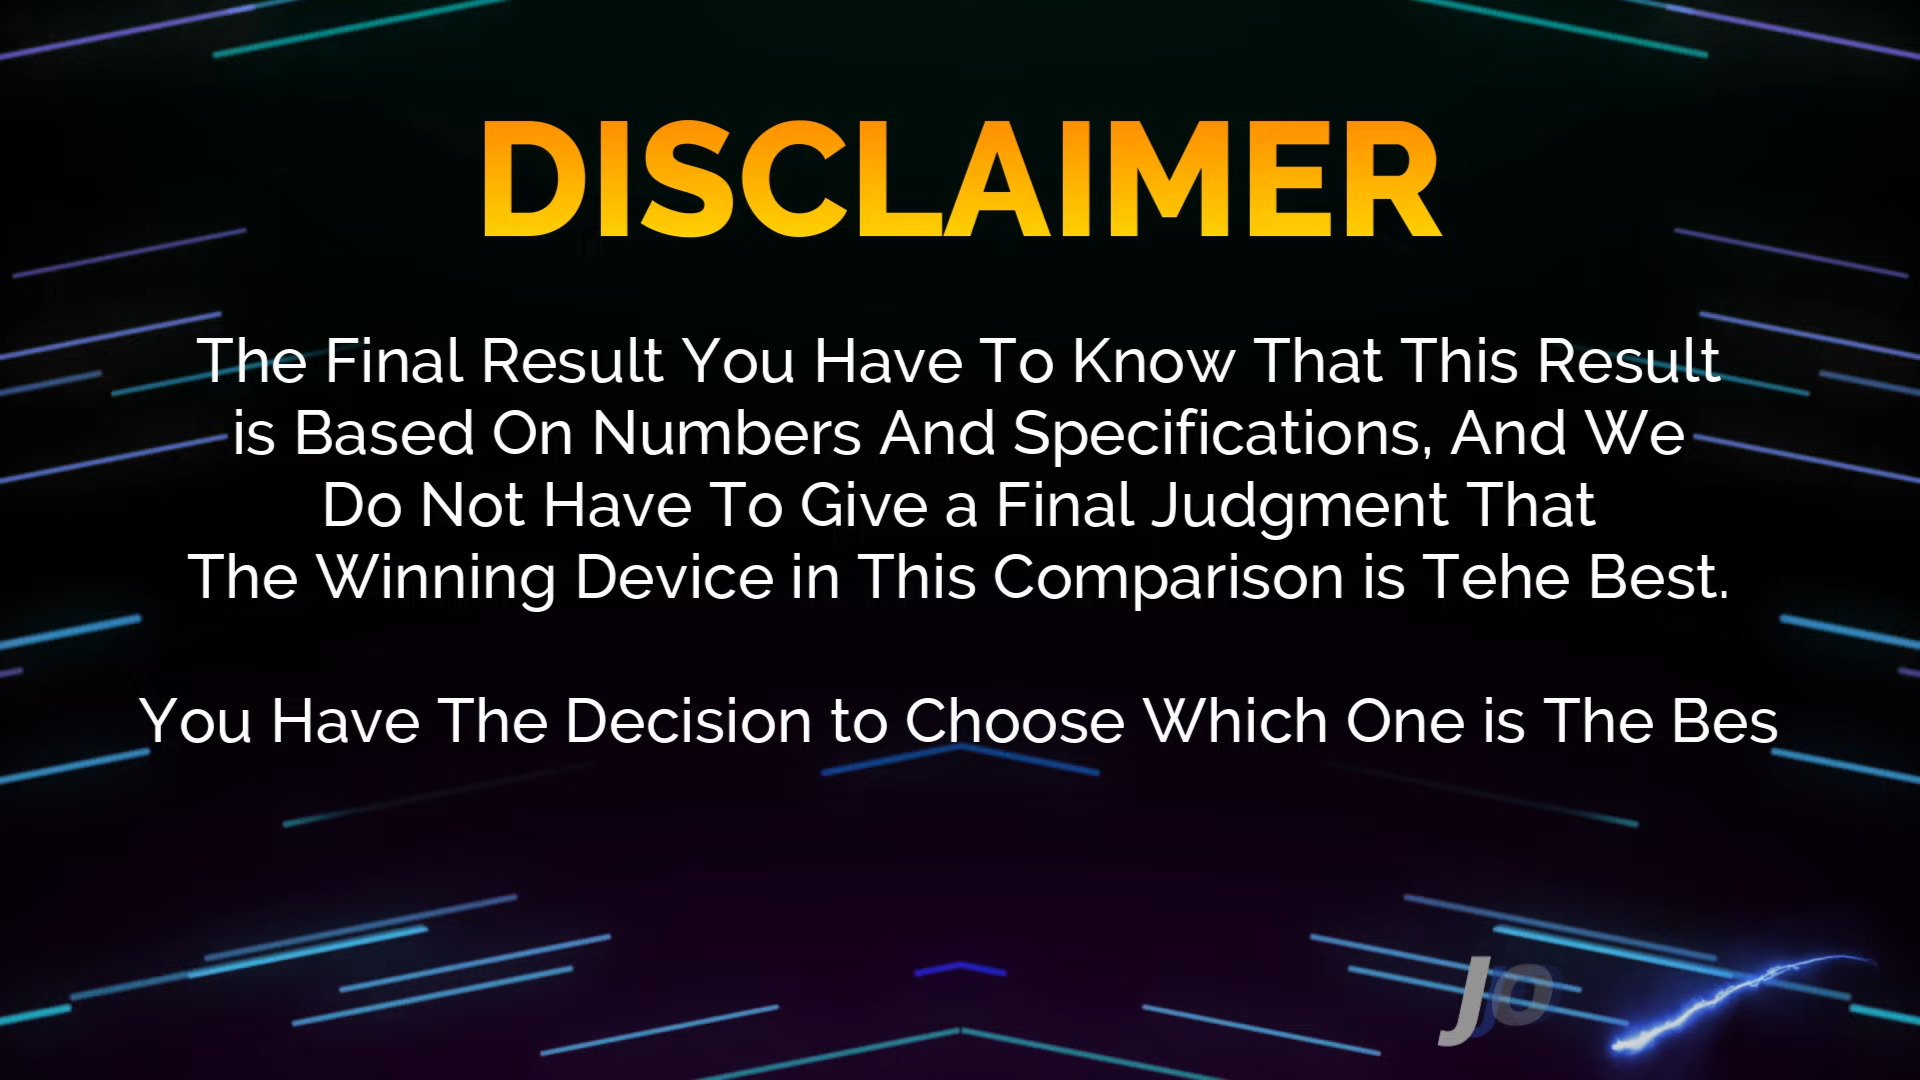 DISCLAIMER
The Final Result You Have To Know That This Result
is Based On Numbers And Specifications, And We
Do Not Have To Give a Final Judgment That
The Winning Device in This Comparison is Tehe Best.
You Have The Decision to Choose Which One is The Bes
Jo